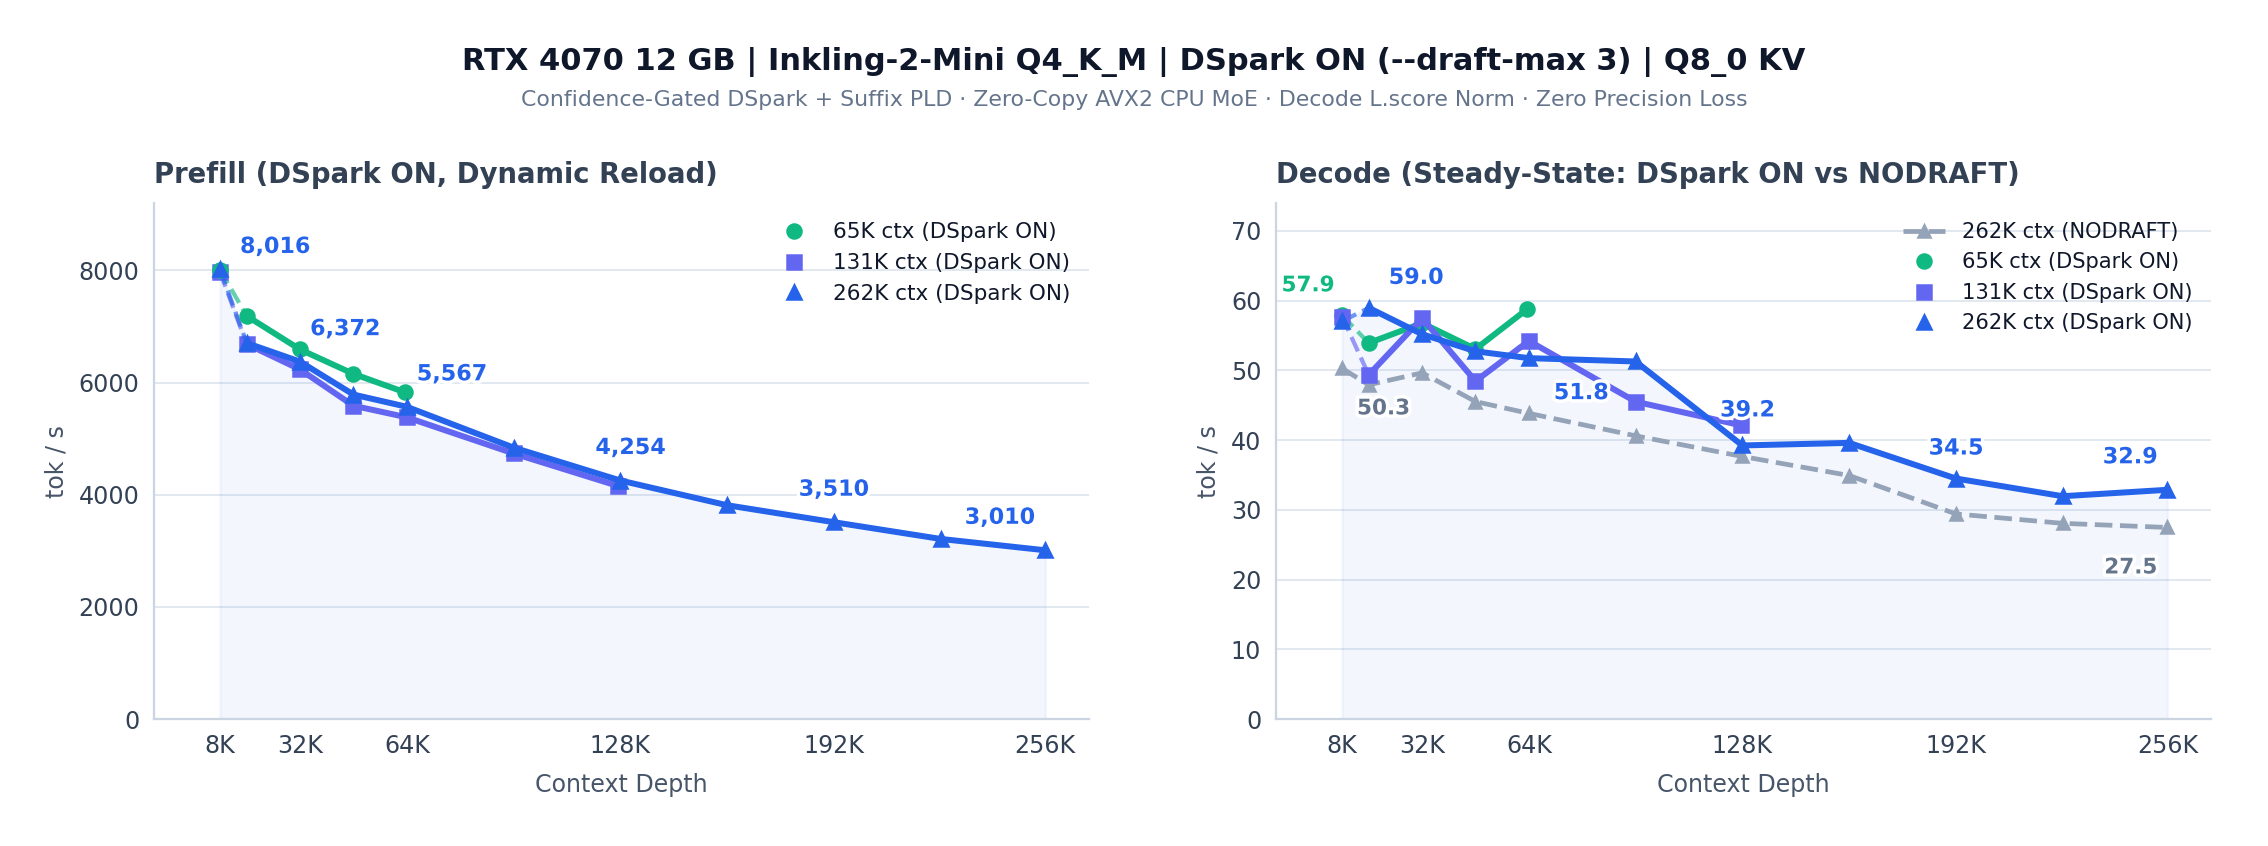 RTX 4070 12 GB | Inkling-2-Mini Q4_K_M | DSpark ON (--draft-max 3) | Q8_0 KV
Confidence-Gated DSpark + Suffix PLD · Zero-Copy AVX2 CPU MoE · Decode L.score Norm · Zero Precision Loss
Prefill (DSpark ON, Dynamic Reload)
65K ctx (DSpark ON)
131K ctx (DSpark ON)
262K ctx (DSpark ON)
8,016
6,372
5,567
4,254
3,510
3,010
8000
6000
4000
2000
0
tok / s
8K 32K 64K 128K 192K 256K
Context Depth
Decode (Steady-State: DSpark ON vs NODRAFT)
262K ctx (NODRAFT)
65K ctx (DSpark ON)
131K ctx (DSpark ON)
262K ctx (DSpark ON)
57.9
59.0
50.3
51.8
39.2
34.5
32.9
27.5
70
60
50
40
30
20
10
0
tok / s
8K 32K 64K 128K 192K 256K
Context Depth